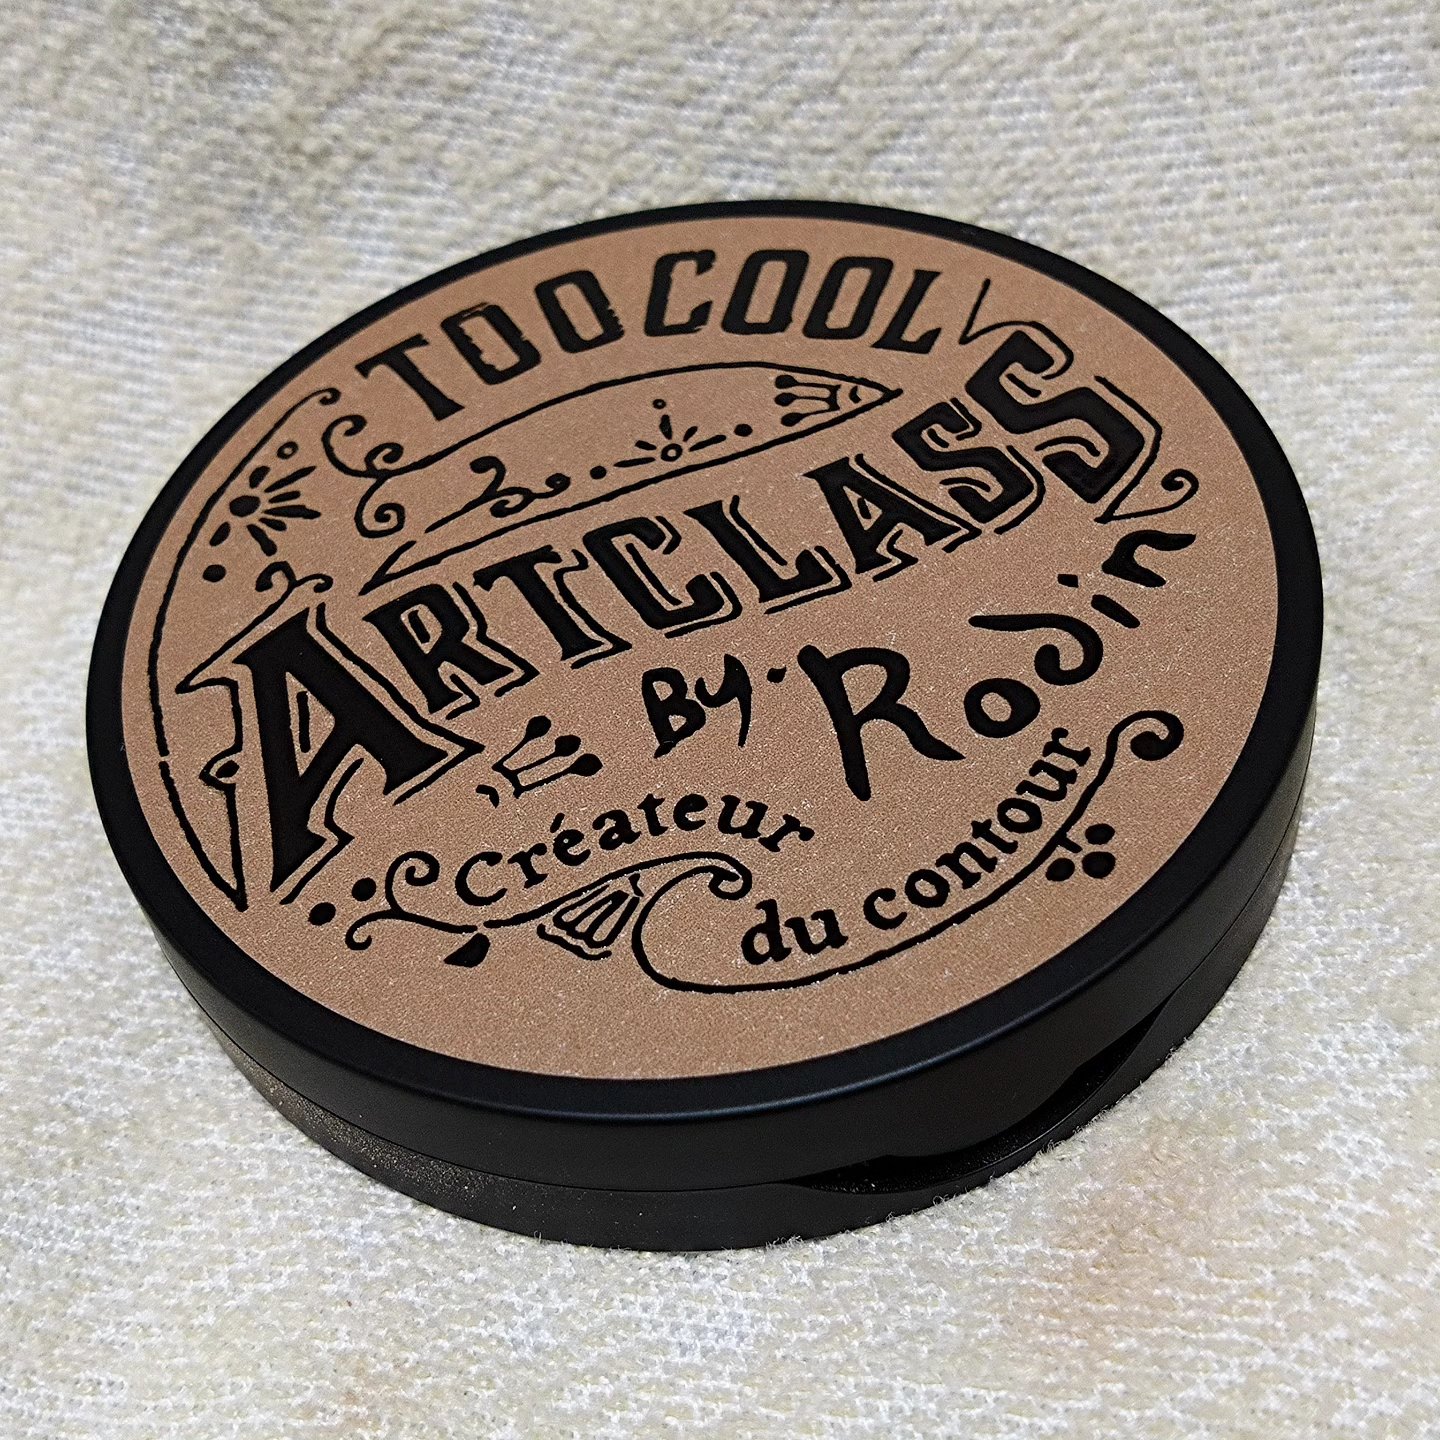 TOO COOL
ARTCLASS
By. Rodin
Créateur
du contour